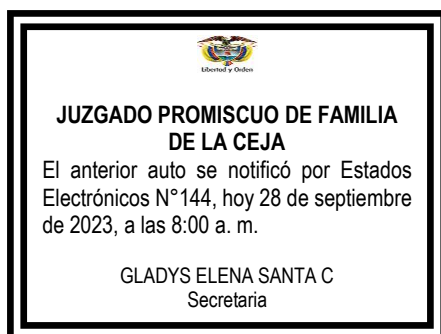 Libertad y Orden
JUZGADO PROMISCUO DE FAMILIA
DE LA CEJA
El anterior auto se notificó por Estados
Electrónicos N°144, hoy 28 de septiembre
de 2023, a las 8:00 a. m.
GLADYS ELENA SANTA C
Secretaria